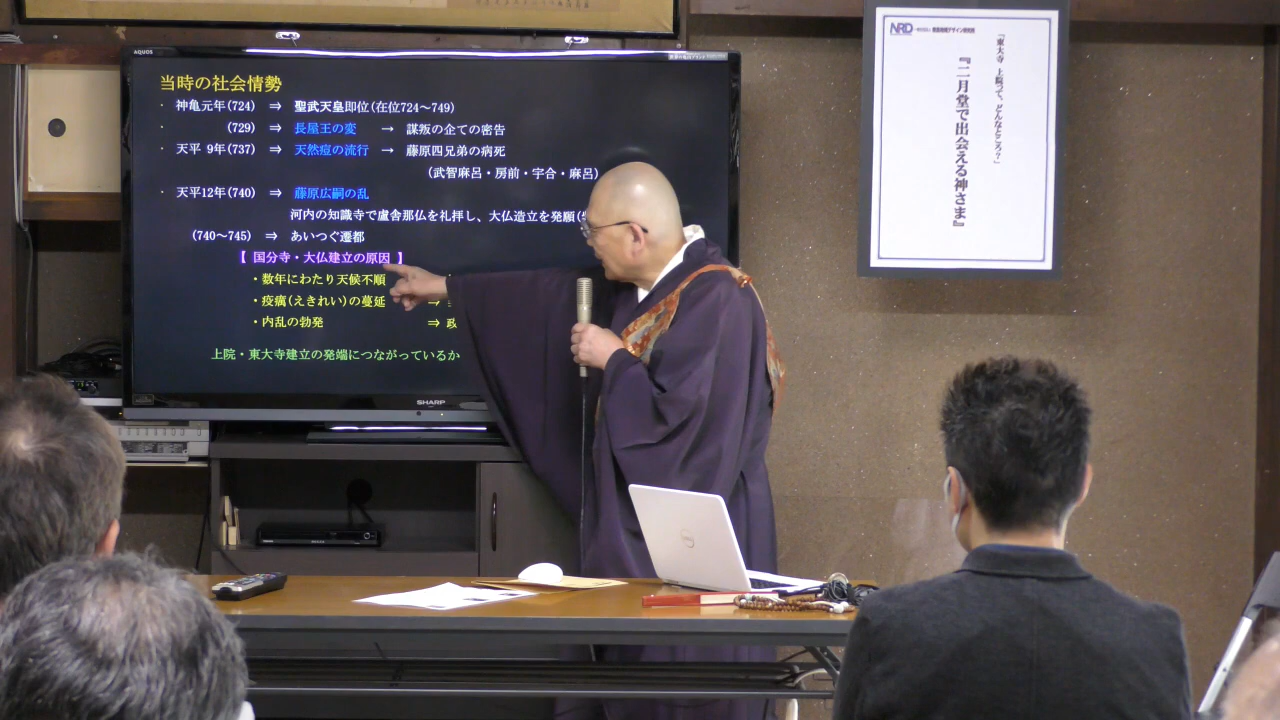 AQUOS
当時の社会情勢
・ 神亀元年(724) ⇒ 聖武天皇即位(在位724～749)
・ (729) ⇒ 長屋王の変 → 謀叛の企ての密告
・ 天平 9年(737) ⇒ 天然痘の流行 → 藤原四兄弟の病死
(武智麻呂・房前・宇合・麻呂)
・ 天平12年(740) ⇒ 藤原広嗣の乱
河内の知識寺で盧舎那仏を礼拝し、大仏造立を発願(
(740～745) ⇒ あいつぐ遷都
【 国分寺・大仏建立の原因 】
・数年にわたり天候不順
・疫癘(えきれい)の蔓延 ⇒
・内乱の勃発 ⇒ 政
上院・東大寺建立の発端につながっているか
SHARP
NRD
「東大寺 上院って、どんなところ？」
『二月堂で出会える神さま』
DELL